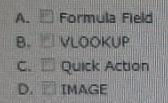 A. Formula Field
B. VLOOKUP
C. Quick Action
D. IMAGE